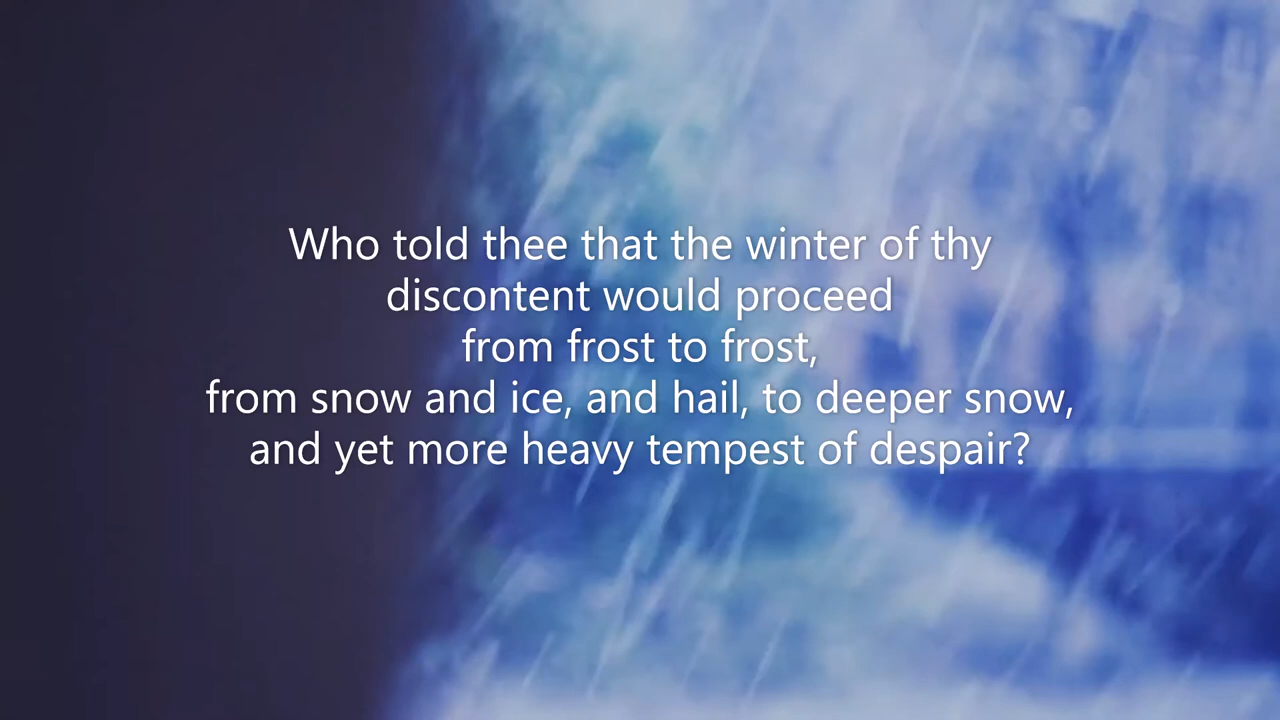 Who told thee that the winter of thy
discontent would proceed
from frost to frost,
from snow and ice, and hail, to deeper snow,
and yet more heavy tempest of despair?